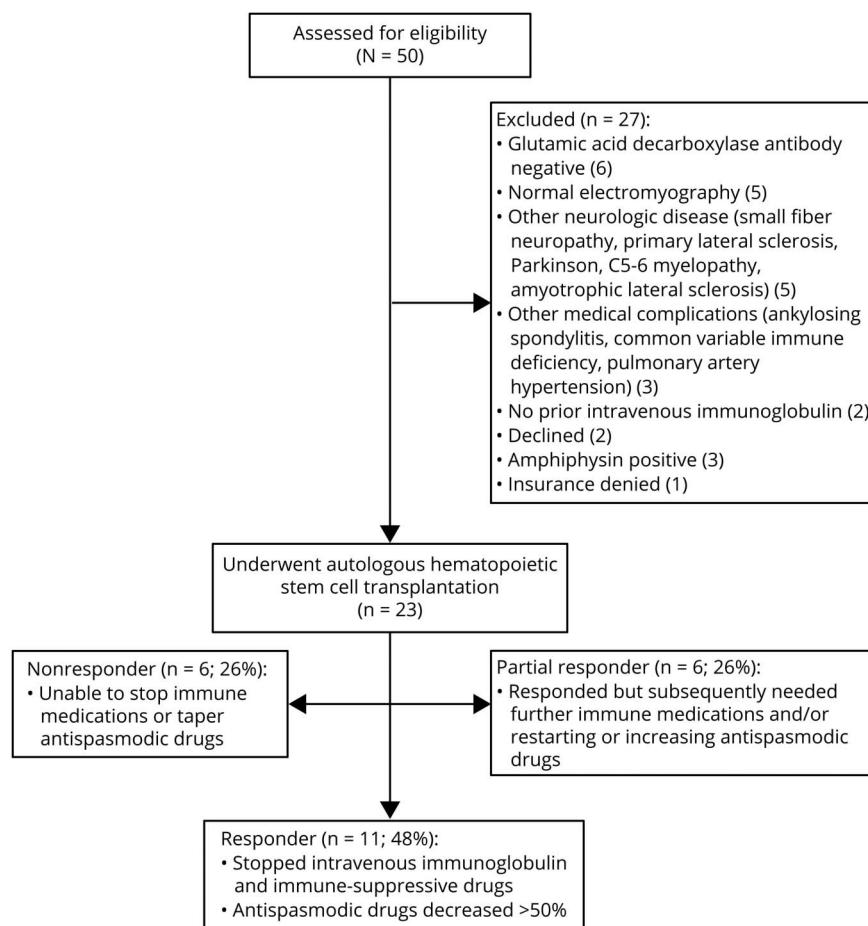 Assessed for eligibility
(N = 50)
Excluded (n = 27):
• Glutamic acid decarboxylase antibody
negative (6)
• Normal electromyography (5)
• Other neurologic disease (small fiber
neuropathy, primary lateral sclerosis,
Parkinson, C5-6 myelopathy,
amyotrophic lateral sclerosis) (5)
• Other medical complications (ankylosing
spondylitis, common variable immune
deficiency, pulmonary artery
hypertension) (3)
• No prior intravenous immunoglobulin (2)
• Declined (2)
• Amphiphysin positive (3)
• Insurance denied (1)
Underwent autologous hematopoietic
stem cell transplantation
(n = 23)
Nonresponder (n = 6; 26%):
• Unable to stop immune
medications or taper
antispasmodic drugs
Partial responder (n = 6; 26%):
• Responded but subsequently needed
further immune medications and/or
restarting or increasing antispasmodic
drugs
Responder (n = 11; 48%):
• Stopped intravenous immunoglobulin
and immune-suppressive drugs
• Antispasmodic drugs decreased >50%